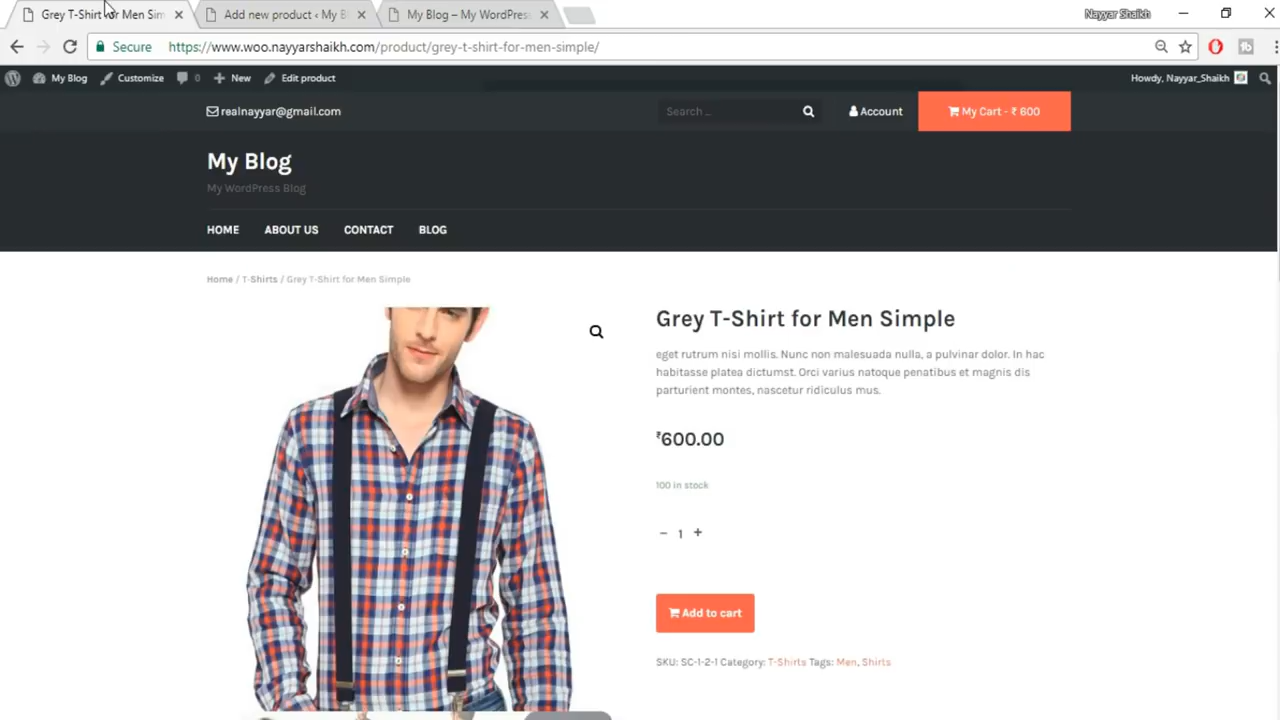 Grey T-Shirt for Men Sim
Add new product ‹ My B
My Blog – My WordPress
Nayyar Shaikh
Secure https://www.woo.nayyarshaikh.com/product/grey-t-shirt-for-men-simple/
My Blog Customize 0 New Edit product Howdy, Nayyar_Shaikh
realnayyar@gmail.com Search ... Account My Cart - ₹ 600
My Blog
My WordPress Blog
HOME ABOUT US CONTACT BLOG
Home / T-Shirts / Grey T-Shirt for Men Simple
Grey T-Shirt for Men Simple
eget rutrum nisi mollis. Nunc non malesuada nulla, a pulvinar dolor. In hac
habitasse platea dictumst. Orci varius natoque penatibus et magnis dis
parturient montes, nascetur ridiculus mus.
₹600.00
100 in stock
− 1 +
Add to cart
SKU: SC-1-2-1 Category: T-Shirts Tags: Men, Shirts